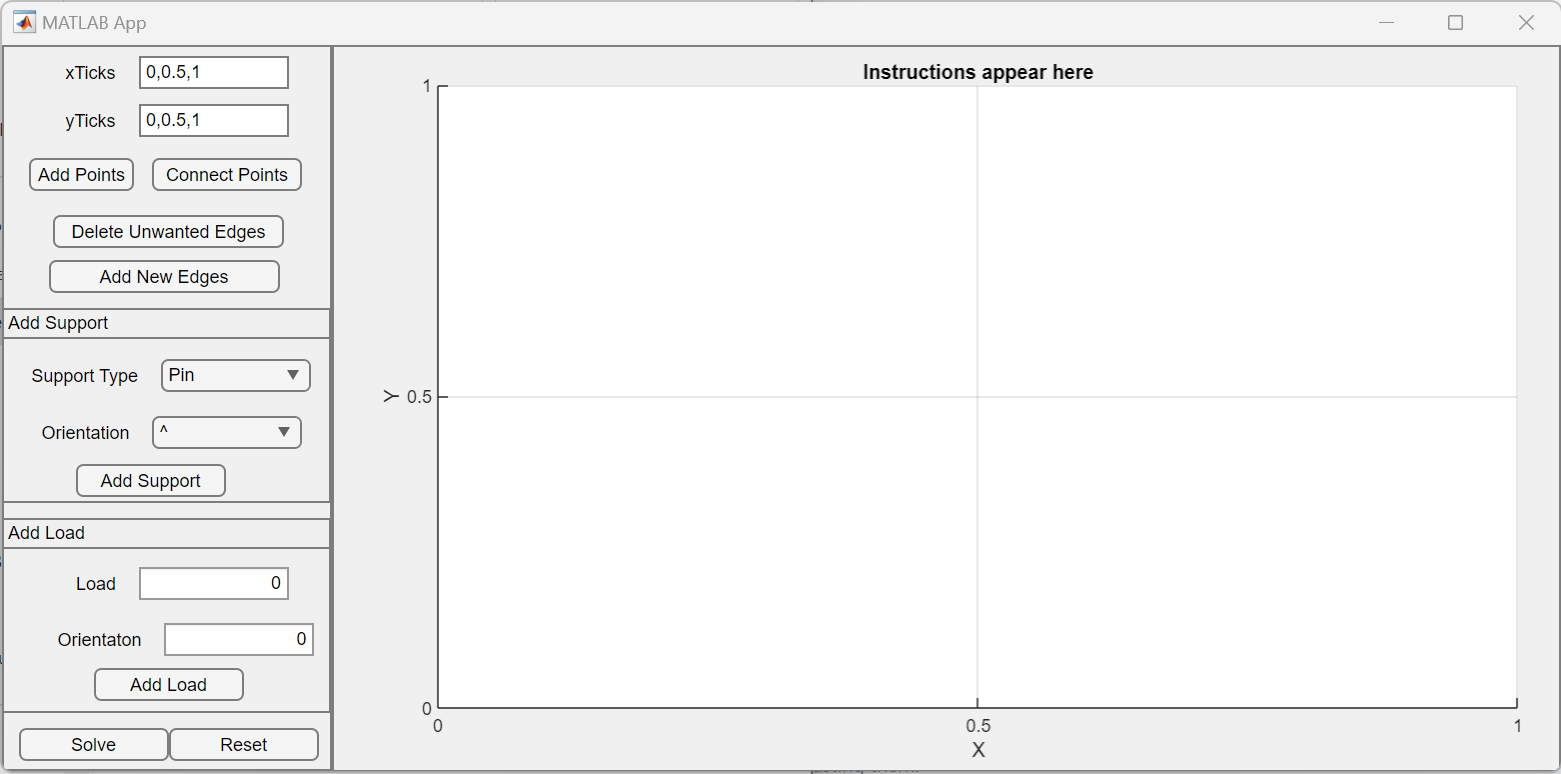 MATLAB App
xTicks 0,0.5,1
yTicks 0,0.5,1
Add Points Connect Points
Delete Unwanted Edges
Add New Edges
Add Support
Support Type Pin
Orientation ^
Add Support
Add Load
Load 0
Orientaton 0
Add Load
Solve Reset
Instructions appear here
1
Y 0.5
0
0 0.5 1
X